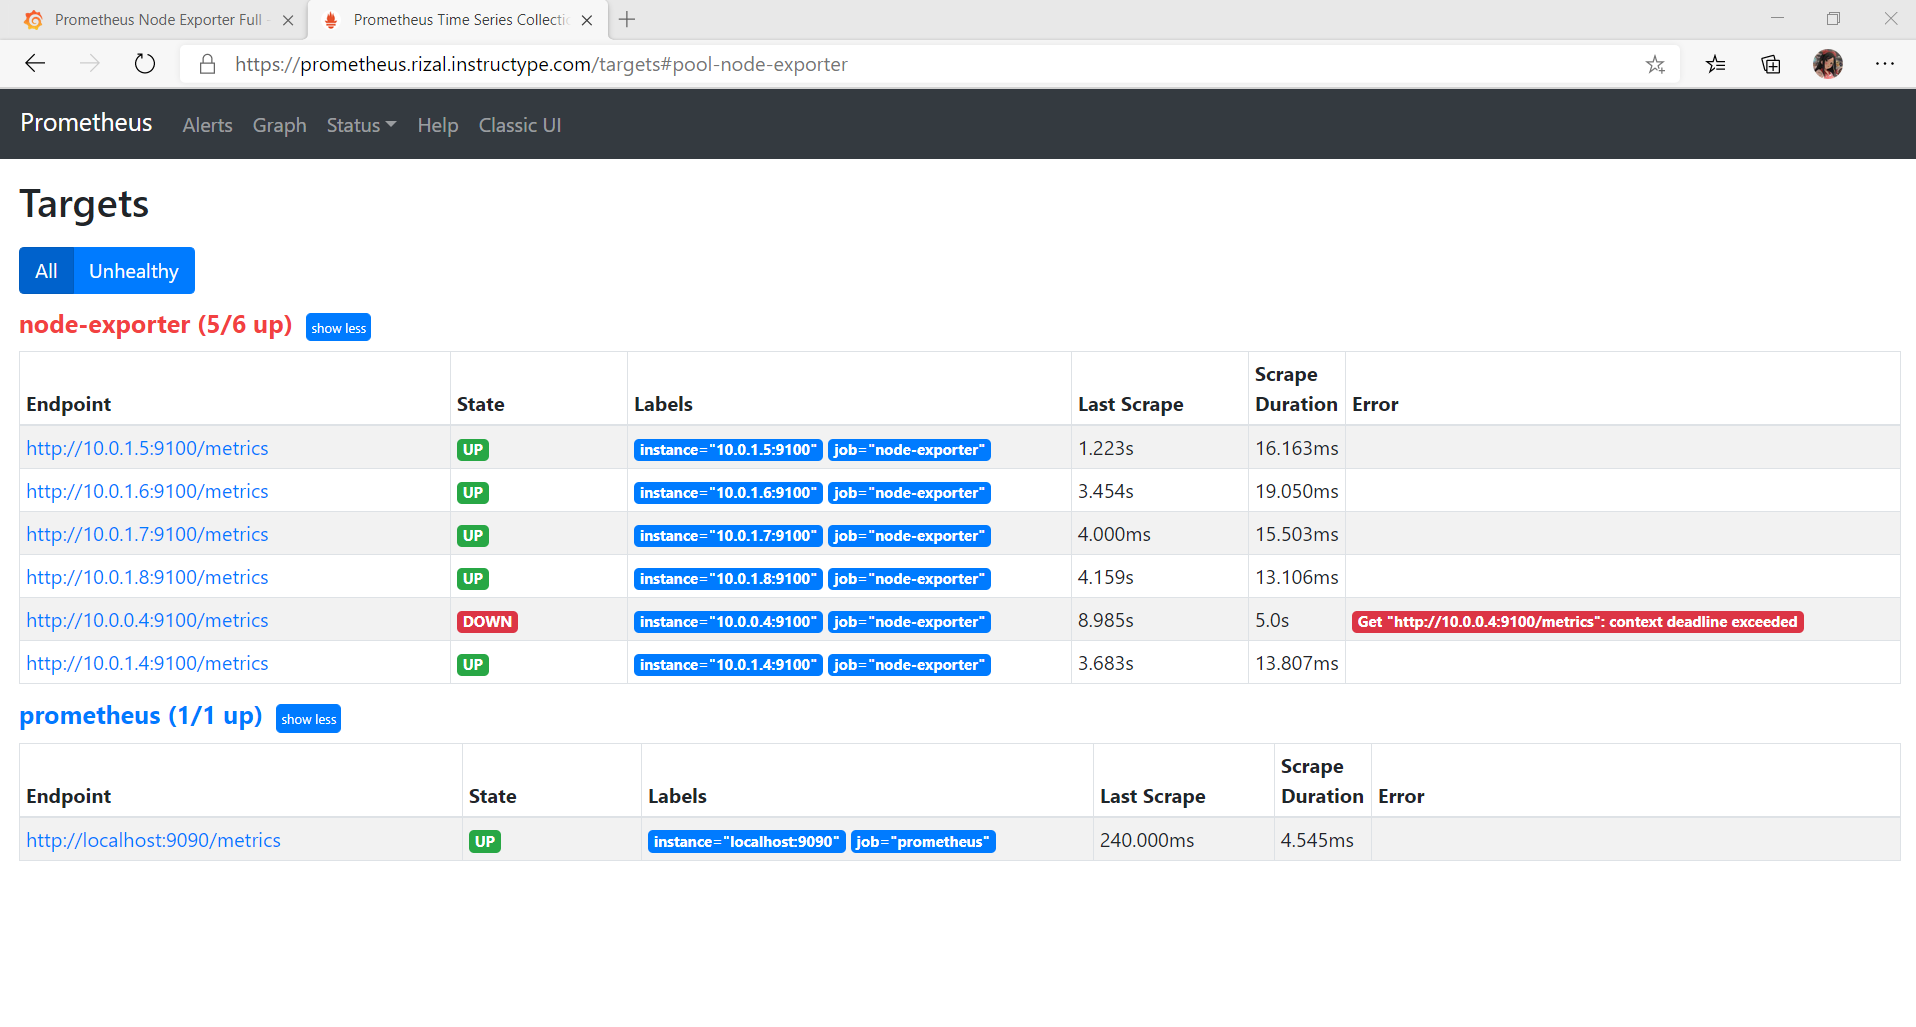 Prometheus Node Exporter Full
Prometheus Time Series Collectio
https://prometheus.rizal.instructype.com/targets#pool-node-exporter
Prometheus Alerts Graph Status Help Classic UI
Targets
All Unhealthy
node-exporter (5/6 up) show less
Endpoint State Labels Last Scrape Scrape Duration Error
http://10.0.1.5:9100/metrics UP instance="10.0.1.5:9100" job="node-exporter" 1.223s 16.163ms
http://10.0.1.6:9100/metrics UP instance="10.0.1.6:9100" job="node-exporter" 3.454s 19.050ms
http://10.0.1.7:9100/metrics UP instance="10.0.1.7:9100" job="node-exporter" 4.000ms 15.503ms
http://10.0.1.8:9100/metrics UP instance="10.0.1.8:9100" job="node-exporter" 4.159s 13.106ms
http://10.0.0.4:9100/metrics DOWN instance="10.0.0.4:9100" job="node-exporter" 8.985s 5.0s Get "http://10.0.0.4:9100/metrics": context deadline exceeded
http://10.0.1.4:9100/metrics UP instance="10.0.1.4:9100" job="node-exporter" 3.683s 13.807ms
prometheus (1/1 up) show less
Endpoint State Labels Last Scrape Scrape Duration Error
http://localhost:9090/metrics UP instance="localhost:9090" job="prometheus" 240.000ms 4.545ms